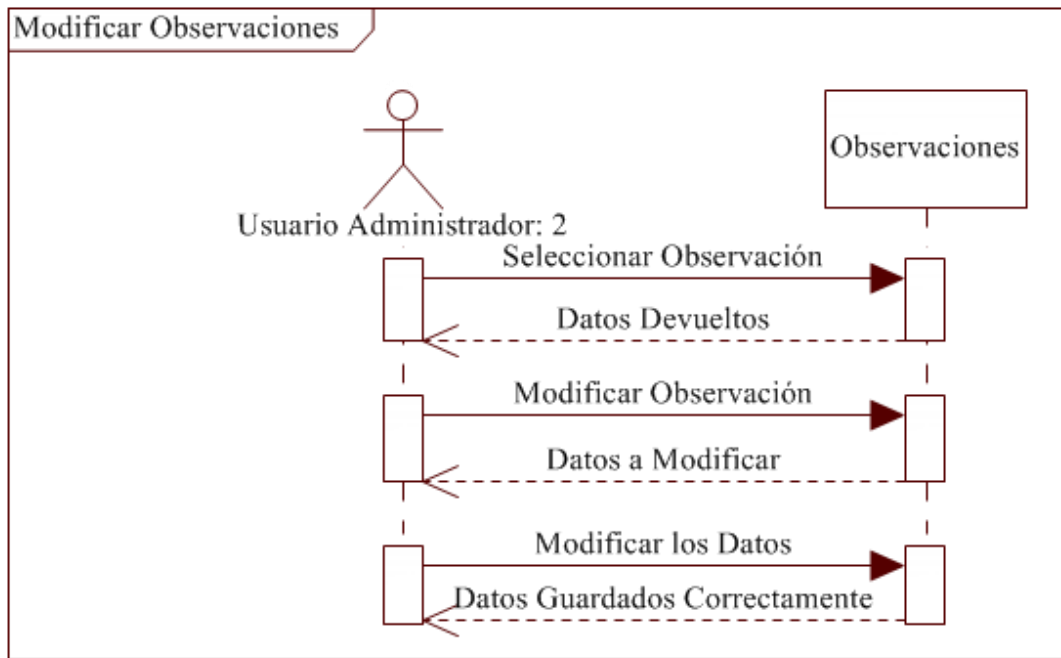 Modificar Observaciones
Observaciones
Usuario Administrador: 2
Seleccionar Observación
Datos Devueltos
Modificar Observación
Datos a Modificar
Modificar los Datos
Datos Guardados Correctamente